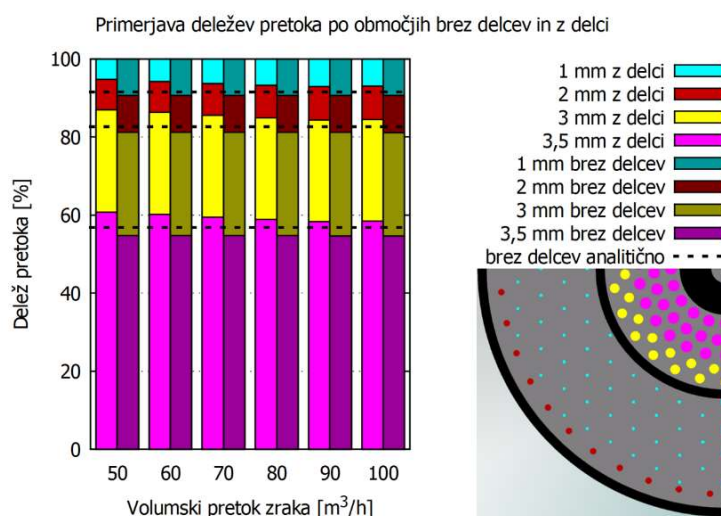 Primerjava deležev pretoka po območjih brez delcev in z delci
100
80
60
40
20
0
Delež pretoka [%]
50 60 70 80 90 100
Volumski pretok zraka [m³/h]
1 mm z delci
2 mm z delci
3 mm z delci
3,5 mm z delci
1 mm brez delcev
2 mm brez delcev
3 mm brez delcev
3,5 mm brez delcev
brez delcev analitično